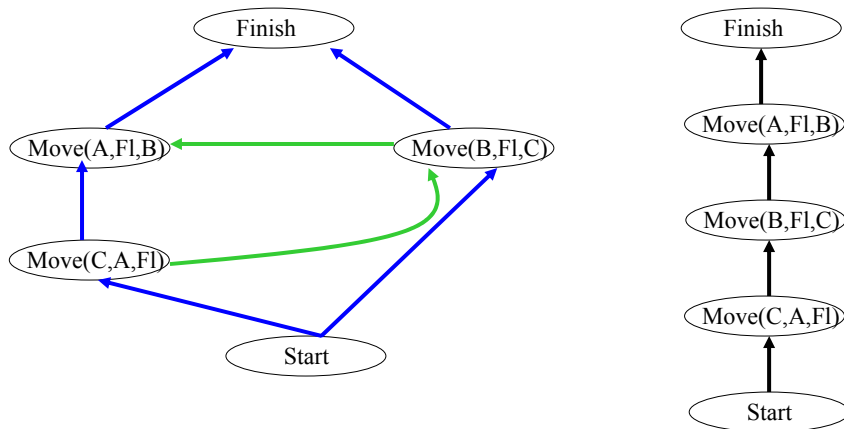 Finish
Move(A,Fl,B)
Move(B,Fl,C)
Move(C,A,Fl)
Start
Finish
Move(A,Fl,B)
Move(B,Fl,C)
Move(C,A,Fl)
Start